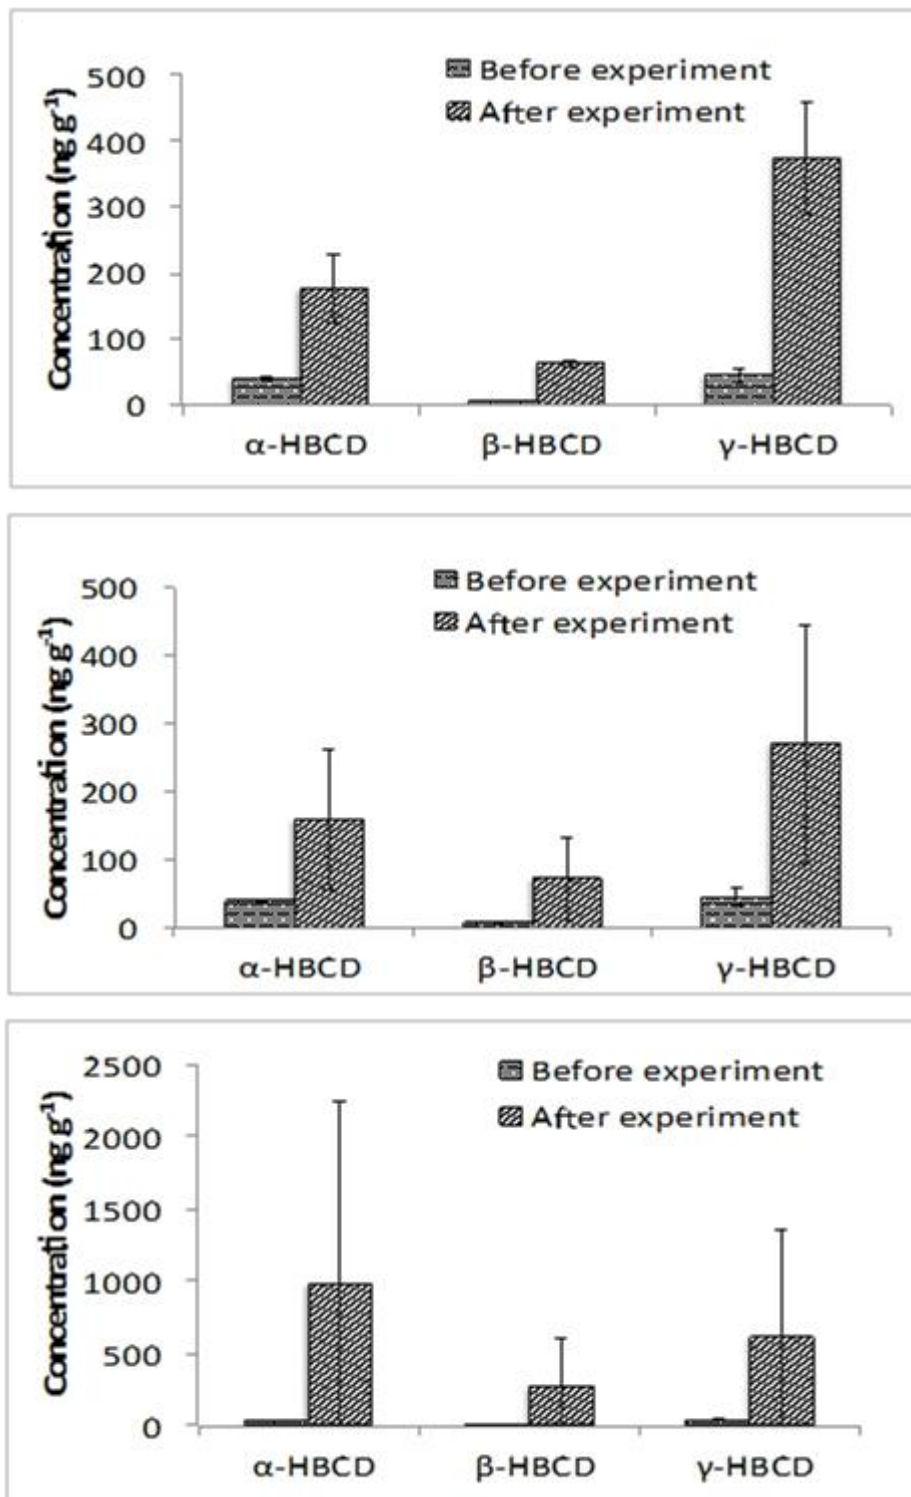 Before experiment
After experiment
Concentration (ng g⁻¹)
500
400
300
200
100
0
α-HBCD β-HBCD γ-HBCD
Before experiment
After experiment
Concentration (ng g⁻¹)
500
400
300
200
100
0
α-HBCD β-HBCD γ-HBCD
Before experiment
After experiment
Concentration (ng g⁻¹)
2500
2000
1500
1000
500
0
α-HBCD β-HBCD γ-HBCD